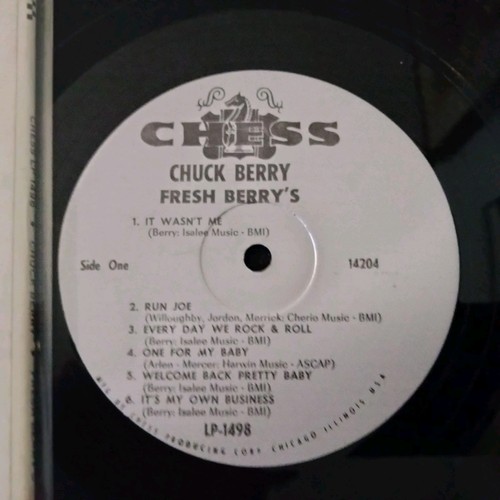 CHESS
CHUCK BERRY
FRESH BERRY'S
1. IT WASN'T ME
(Berry: Isalee Music - BMI)
Side One
14204
2. RUN JOE
(Willoughby, Jordon, Merrick: Cherio Music - BMI)
3. EVERY DAY WE ROCK & ROLL
(Berry: Isalee Music - BMI)
4. ONE FOR MY BABY
(Arlen - Mercer: Harwin Music - ASCAP)
5. WELCOME BACK PRETTY BABY
(Berry: Isalee Music - BMI)
6. IT'S MY OWN BUSINESS
(Berry: Isalee Music - BMI)
LP-1498
MFG BY CHESS PRODUCING CORP. CHICAGO ILLINOIS USA